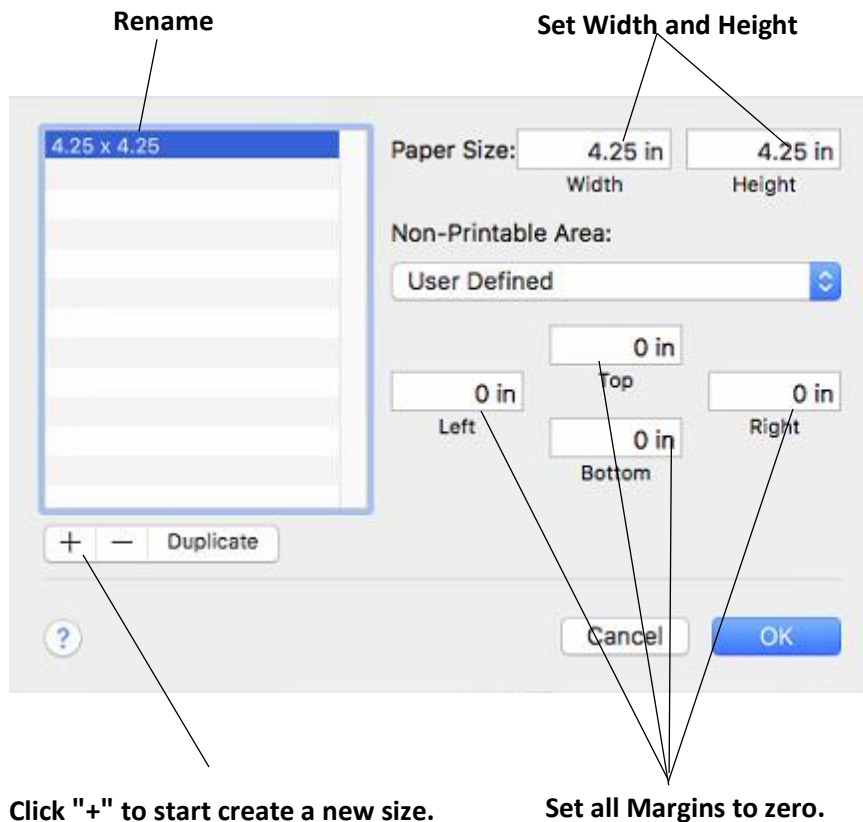 Rename
Set Width and Height
4.25 x 4.25
Paper Size:
4.25 in
4.25 in
Width
Height
Non-Printable Area:
User Defined
0 in
Top
0 in
Left
0 in
Right
0 in
Bottom
+
—
Duplicate
?
Cancel
OK
Click "+" to start create a new size.
Set all Margins to zero.